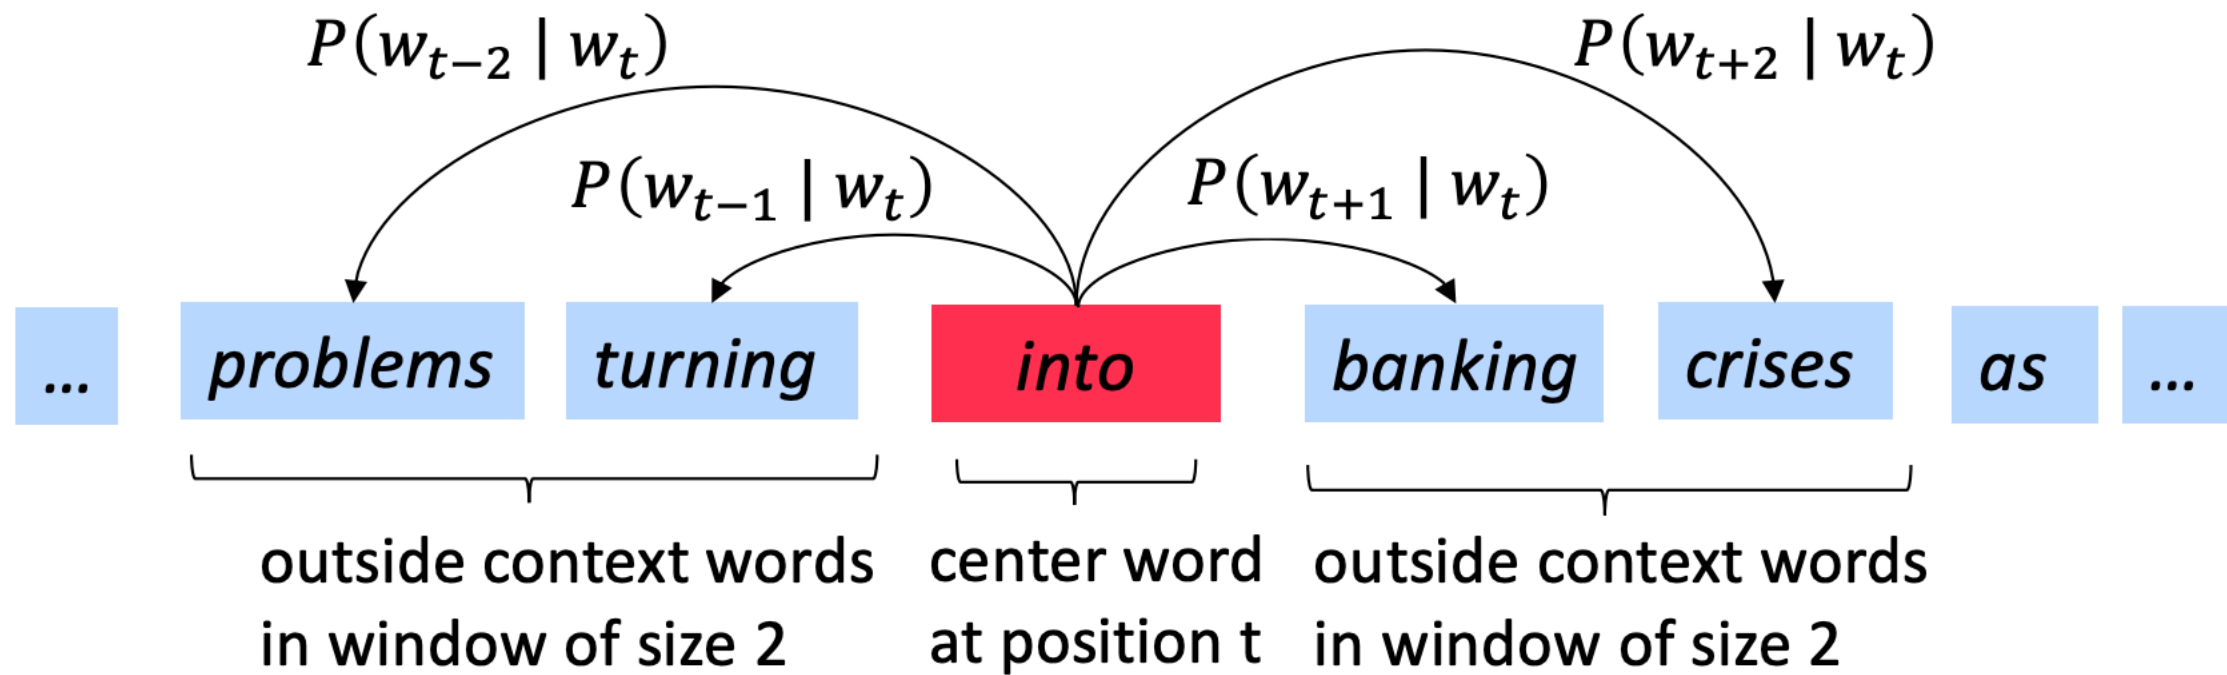 P(w_{t−2} | w_t)
P(w_{t+2} | w_t)
P(w_{t−1} | w_t)
P(w_{t+1} | w_t)
... problems turning into banking crises as ...
outside context words
in window of size 2
center word
at position t
outside context words
in window of size 2